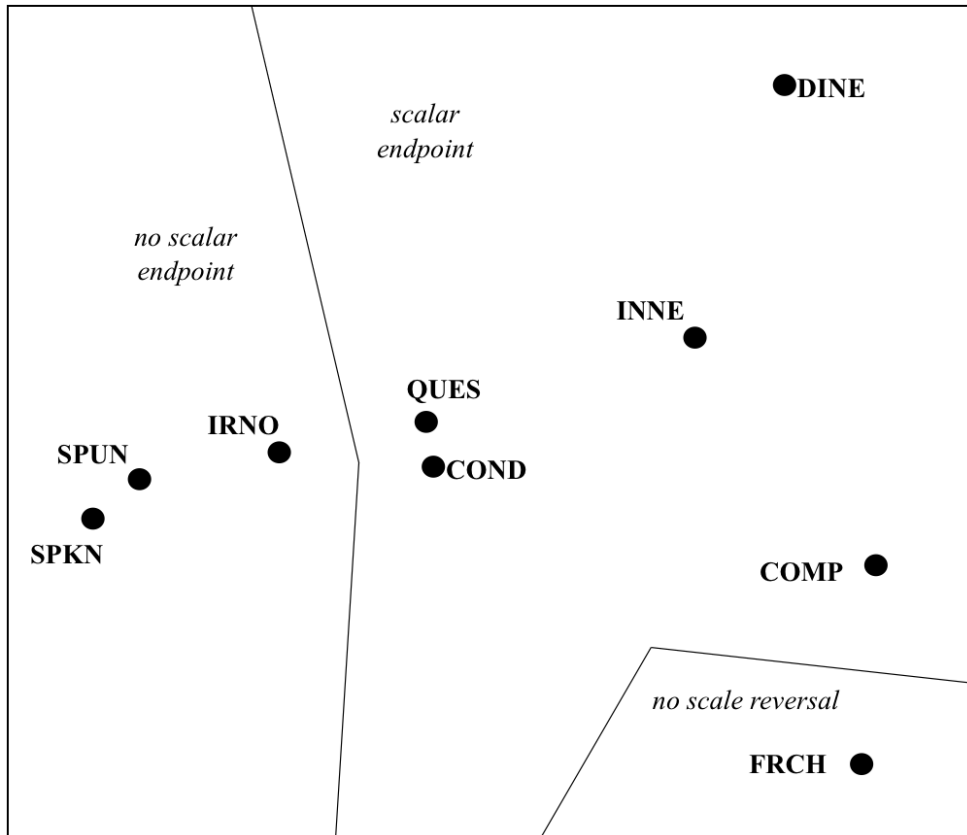 DINE
scalar
endpoint
no scalar
endpoint
INNE
QUES
IRNO
SPUN
COND
SPKN
COMP
no scale reversal
FRCH